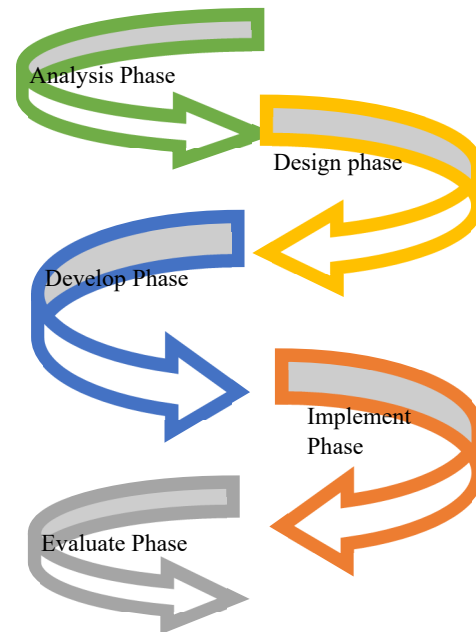 Analysis Phase
Design phase
Develop Phase
Implement
Phase
Evaluate Phase